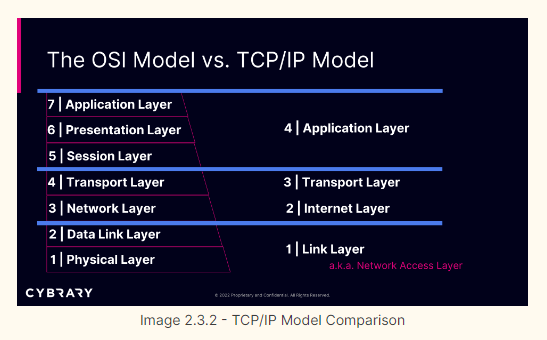 The OSI Model vs. TCP/IP Model
7 | Application Layer
6 | Presentation Layer
5 | Session Layer
4 | Transport Layer
3 | Network Layer
2 | Data Link Layer
1 | Physical Layer
4 | Application Layer
3 | Transport Layer
2 | Internet Layer
1 | Link Layer
a.k.a. Network Access Layer
CYBRARY
© 2022 Proprietary and Confidential. All Rights Reserved.
Image 2.3.2 - TCP/IP Model Comparison